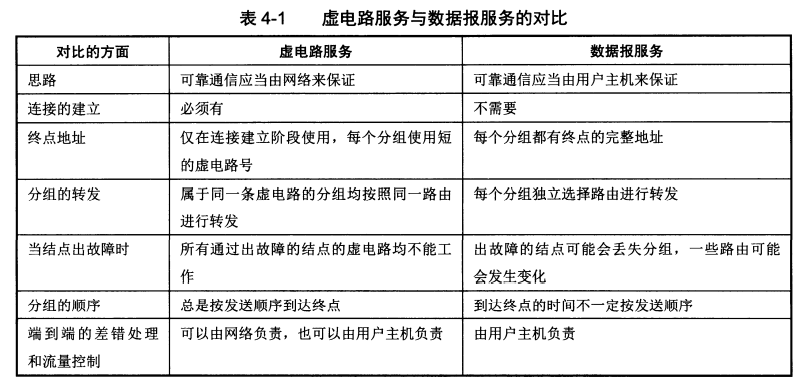 表 4-1 虚电路服务与数据报服务的对比
对比的方面 虚电路服务 数据报服务
思路 可靠通信应当由网络来保证 可靠通信应当由用户主机来保证
连接的建立 必须有 不需要
终点地址 仅在连接建立阶段使用，每个分组使用短 每个分组都有终点的完整地址
的虚电路号
分组的转发 属于同一条虚电路的分组均按照同一路由 每个分组独立选择路由进行转发
进行转发
当结点出故障时 所有通过出故障的结点的虚电路均不能工 出故障的结点可能会丢失分组，一些路由可能
作 会发生变化
分组的顺序 总是按发送顺序到达终点 到达终点的时间不一定按发送顺序
端到端的差错处理 可以由网络负责，也可以由用户主机负责 由用户主机负责
和流量控制